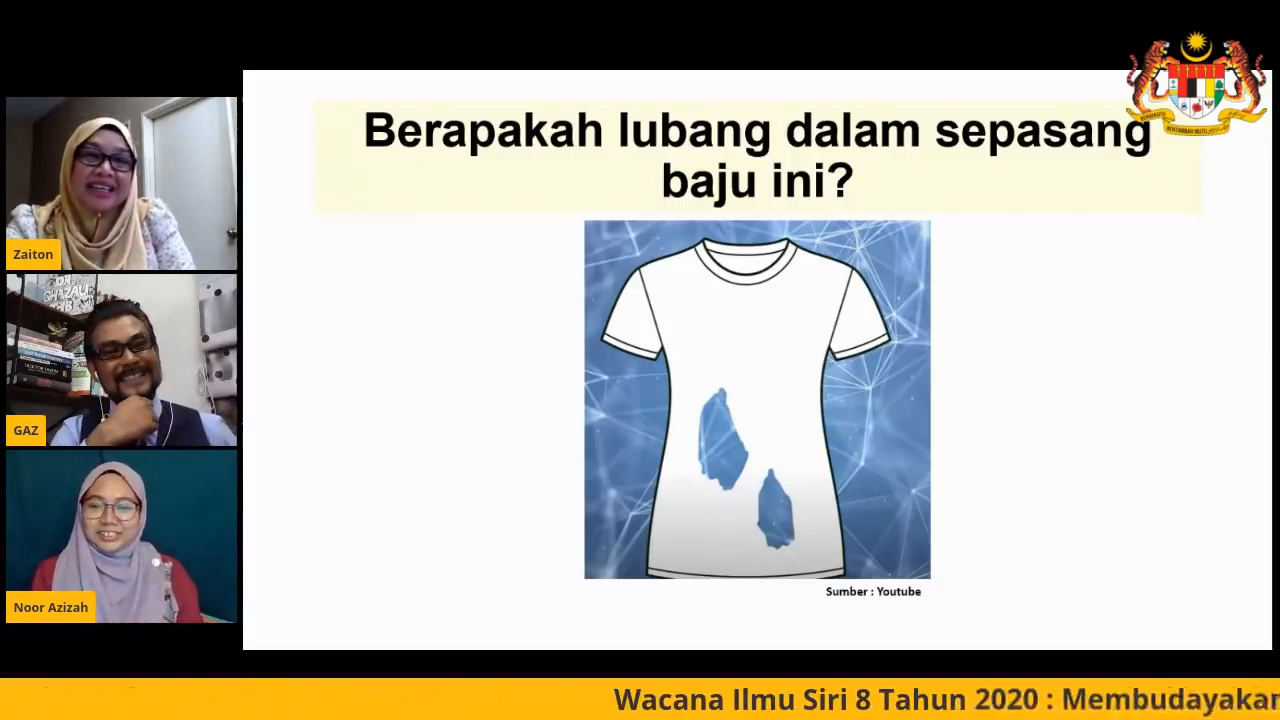 Berapakah lubang dalam sepasang
baju ini?
Zaiton
GAZ
Noor Azizah
Sumber : Youtube
Wacana Ilmu Siri 8 Tahun 2020 : Membudayakan